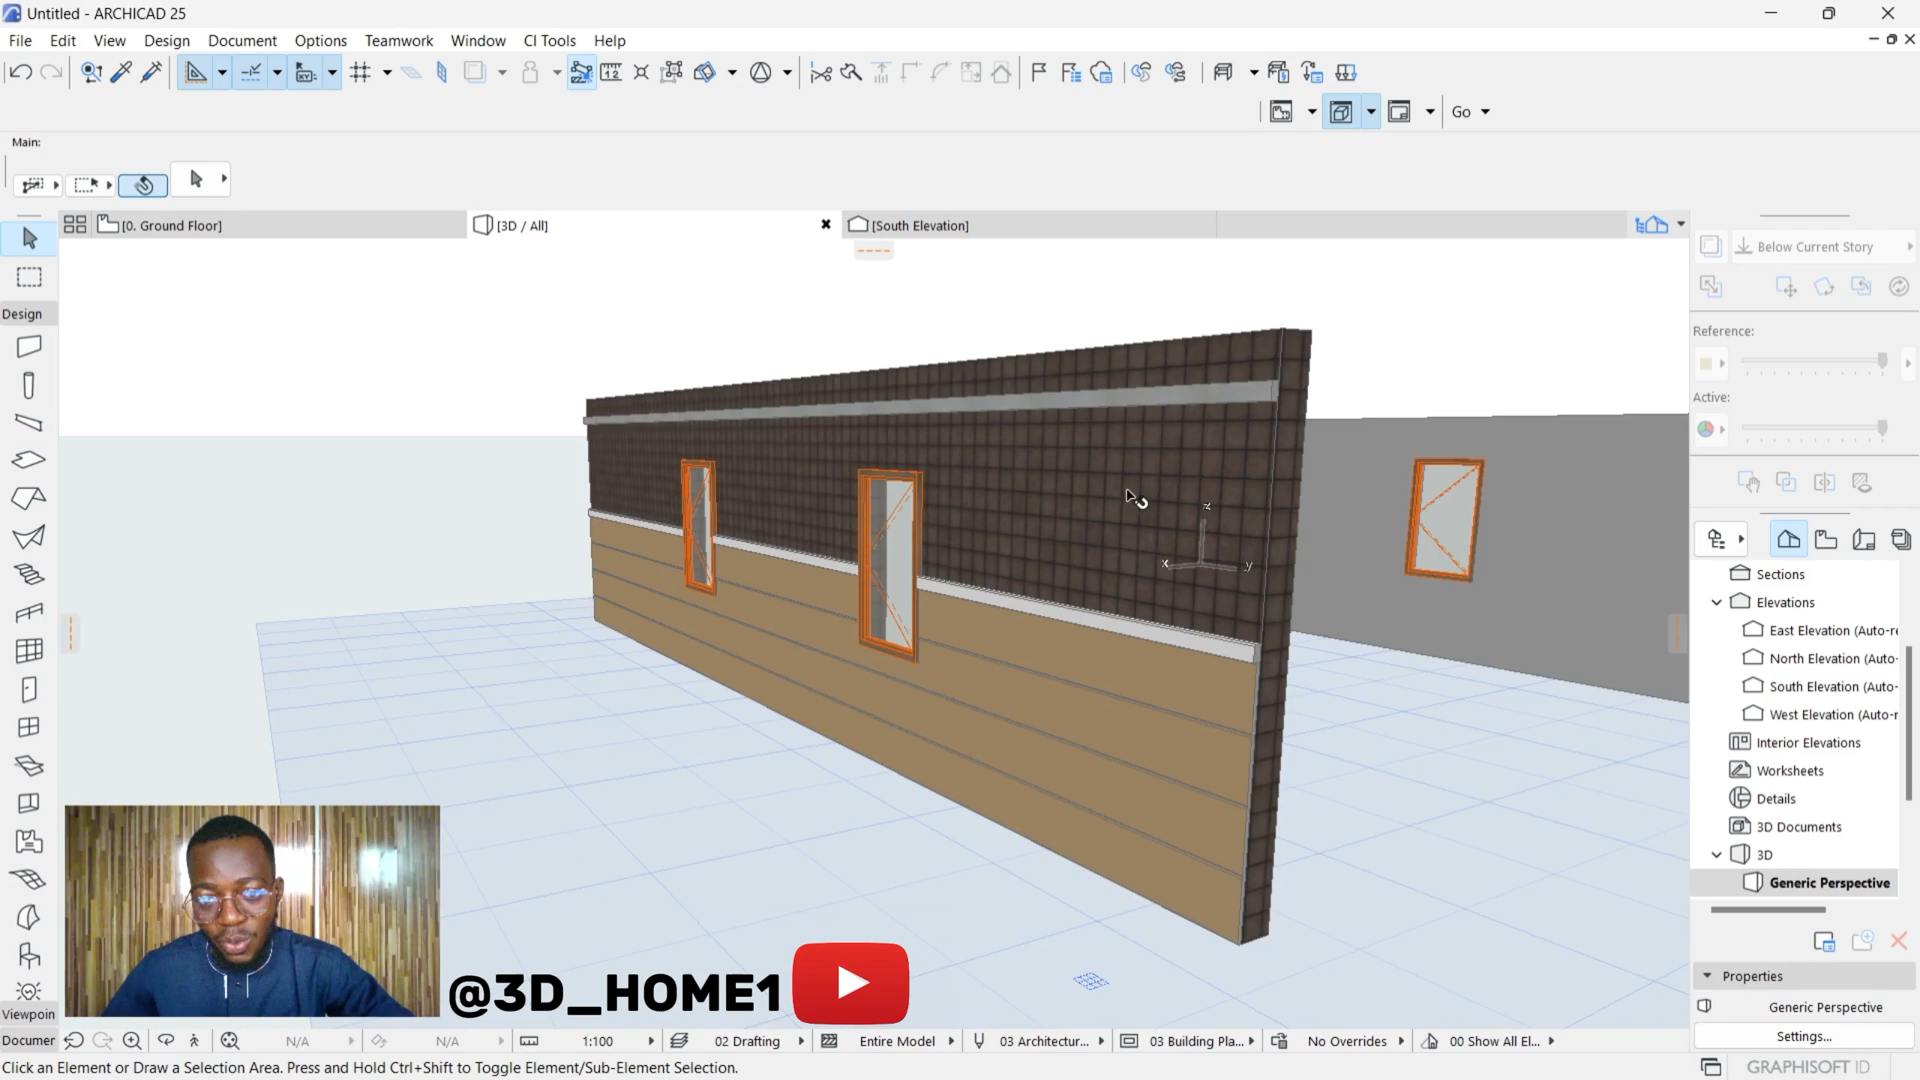 Untitled - ARCHICAD 25
File Edit View Design Document Options Teamwork Window CI Tools Help
Go
Main:
[0. Ground Floor] [3D / All] [South Elevation]
Below Current Story
Design
Reference:
Active:
z
x y
Sections
Elevations
East Elevation (Auto-re
North Elevation (Auto-
South Elevation (Auto-
West Elevation (Auto-r
Interior Elevations
Worksheets
Details
3D Documents
3D
Generic Perspective
Properties
Generic Perspective
Settings...
@3D_HOME1
Viewpoin
Documer
N/A N/A 1:100 02 Drafting Entire Model 03 Architectur... 03 Building Pla... No Overrides 00 Show All El...
Click an Element or Draw a Selection Area. Press and Hold Ctrl+Shift to Toggle Element/Sub-Element Selection.
GRAPHISOFT ID